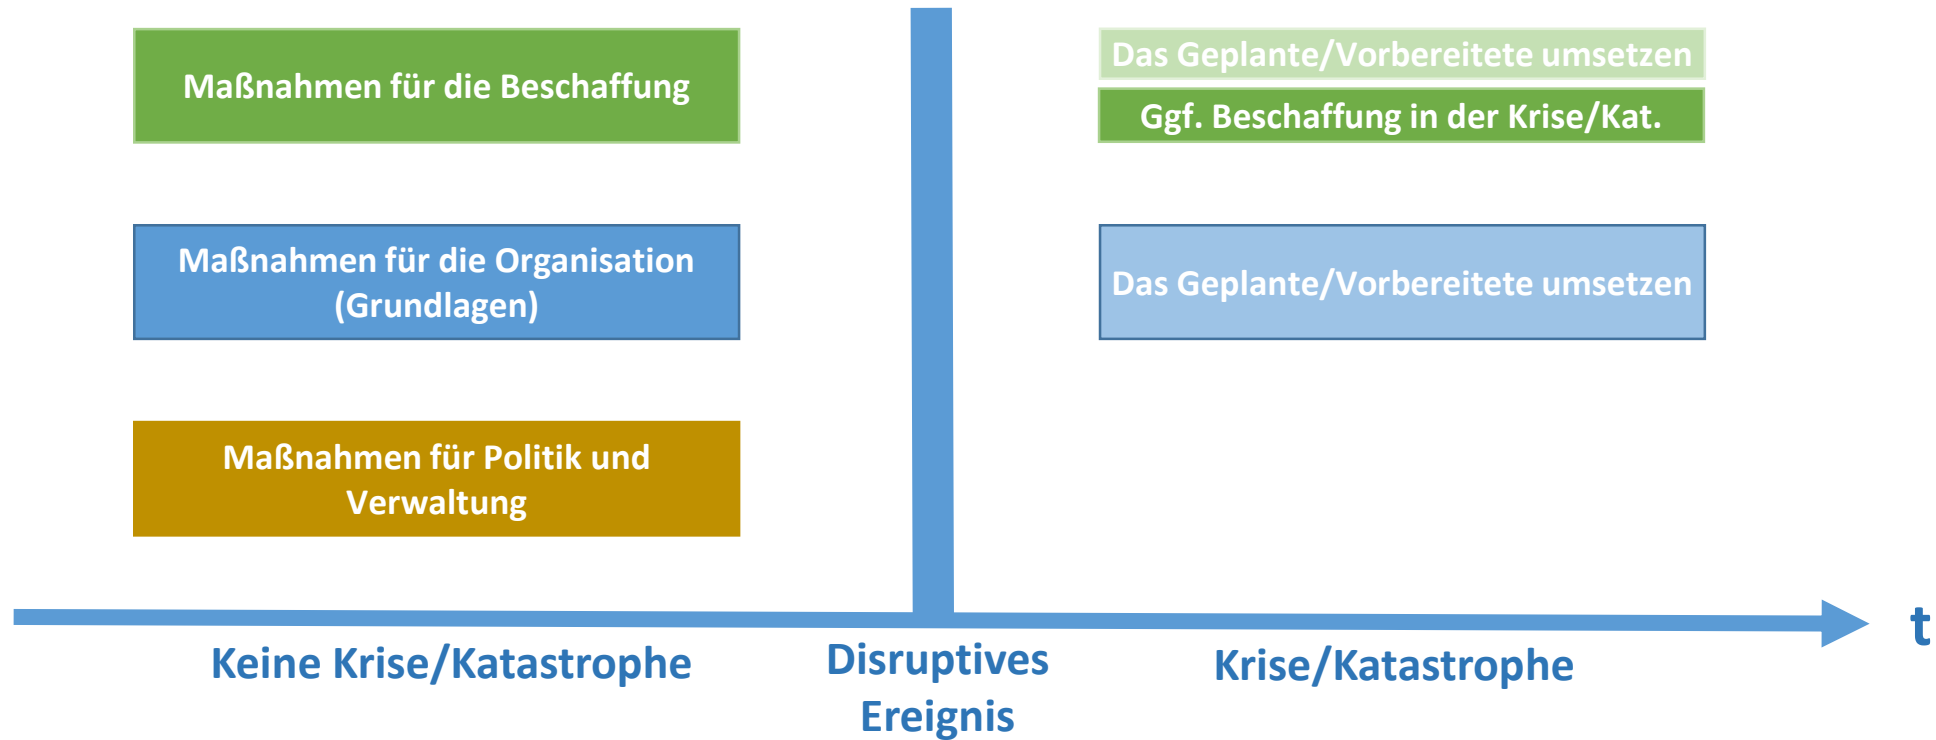 Maßnahmen für die Beschaffung
Das Geplante/Vorbereitete umsetzen
Ggf. Beschaffung in der Krise/Kat.
Maßnahmen für die Organisation
(Grundlagen)
Das Geplante/Vorbereitete umsetzen
Maßnahmen für Politik und
Verwaltung
t
Keine Krise/Katastrophe
Disruptives
Ereignis
Krise/Katastrophe